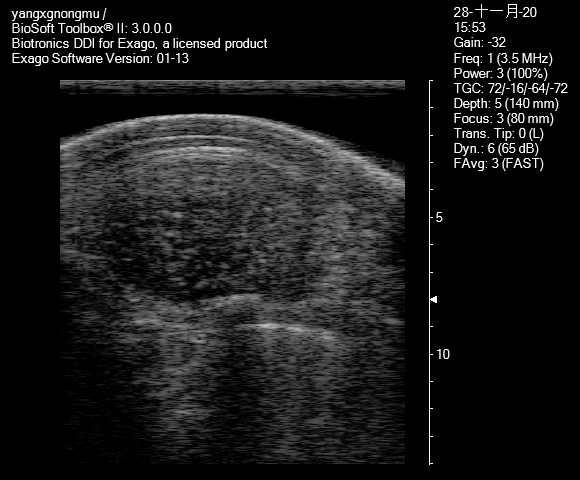 yangxgnongmu /
BioSoft Toolbox® II: 3.0.0.0
Biotronics DDI for Exago, a licensed product
Exago Software Version: 01-13
28-十一月-20
15:53
Gain: -32
Freq: 1 (3.5 MHz)
Power: 3 (100%)
TGC: 72/-16/-64/-72
Depth: 5 (140 mm)
Focus: 3 (80 mm)
Trans. Tip: 0 (L)
Dyn.: 6 (65 dB)
FAvg: 3 (FAST)
5
10